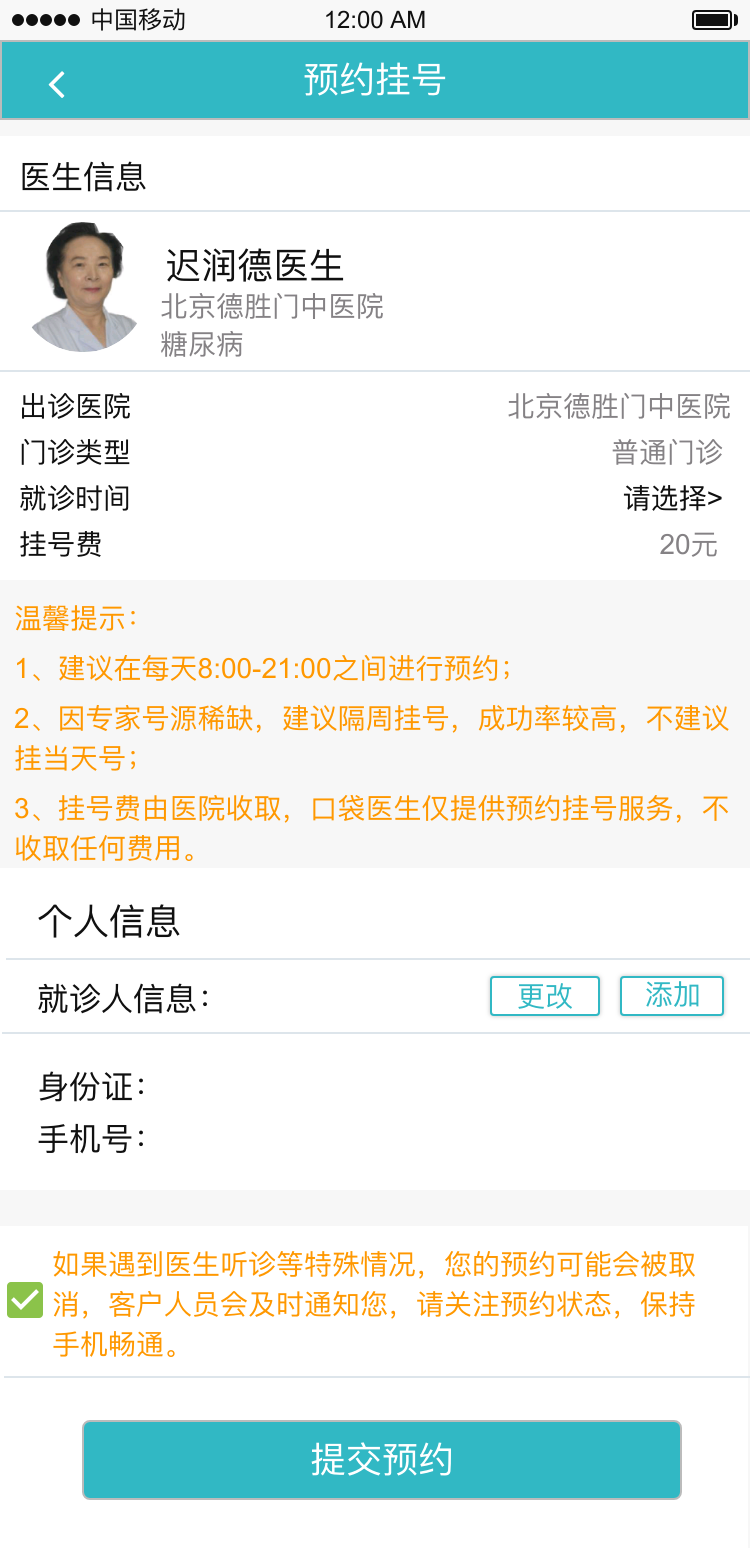 中国移动 12:00 AM
预约挂号
医生信息
迟润德医生
北京德胜门中医院
糖尿病
出诊医院 北京德胜门中医院
门诊类型 普通门诊
就诊时间 请选择>
挂号费 20元
温馨提示：
1、建议在每天8:00-21:00之间进行预约；
2、因专家号源稀缺，建议隔周挂号，成功率较高，不建议
挂当天号；
3、挂号费由医院收取，口袋医生仅提供预约挂号服务，不
收取任何费用。
个人信息
就诊人信息： 更改 添加
身份证：
手机号：
如果遇到医生听诊等特殊情况，您的预约可能会被取
消，客户人员会及时通知您，请关注预约状态，保持
手机畅通。
提交预约